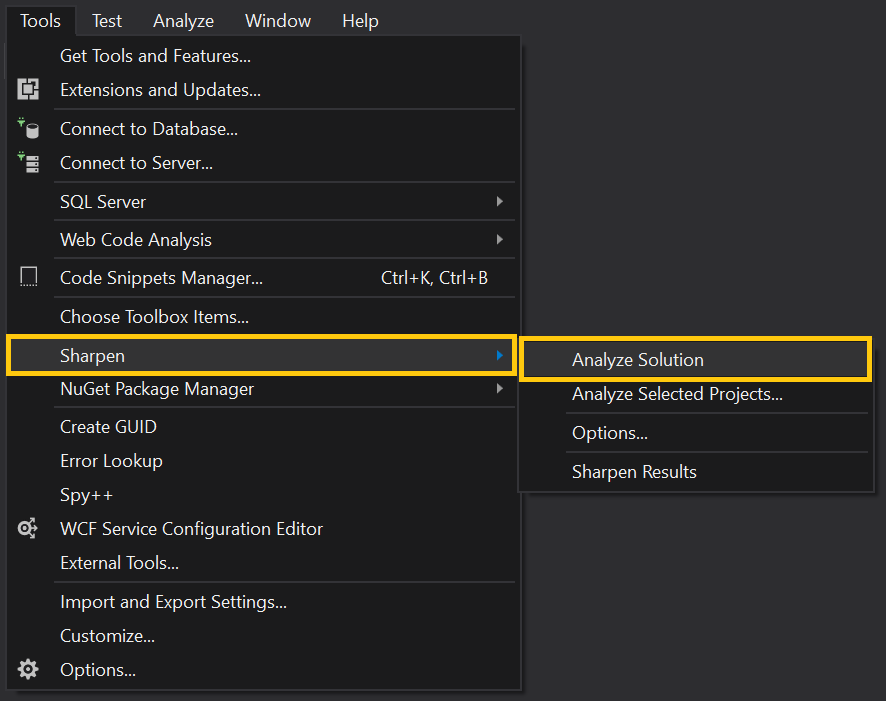 Tools Test Analyze Window Help
Get Tools and Features...
Extensions and Updates...
Connect to Database...
Connect to Server...
SQL Server
Web Code Analysis
Code Snippets Manager... Ctrl+K, Ctrl+B
Choose Toolbox Items...
Sharpen
NuGet Package Manager
Create GUID
Error Lookup
Spy++
WCF Service Configuration Editor
External Tools...
Import and Export Settings...
Customize...
Options...
Analyze Solution
Analyze Selected Projects...
Options...
Sharpen Results